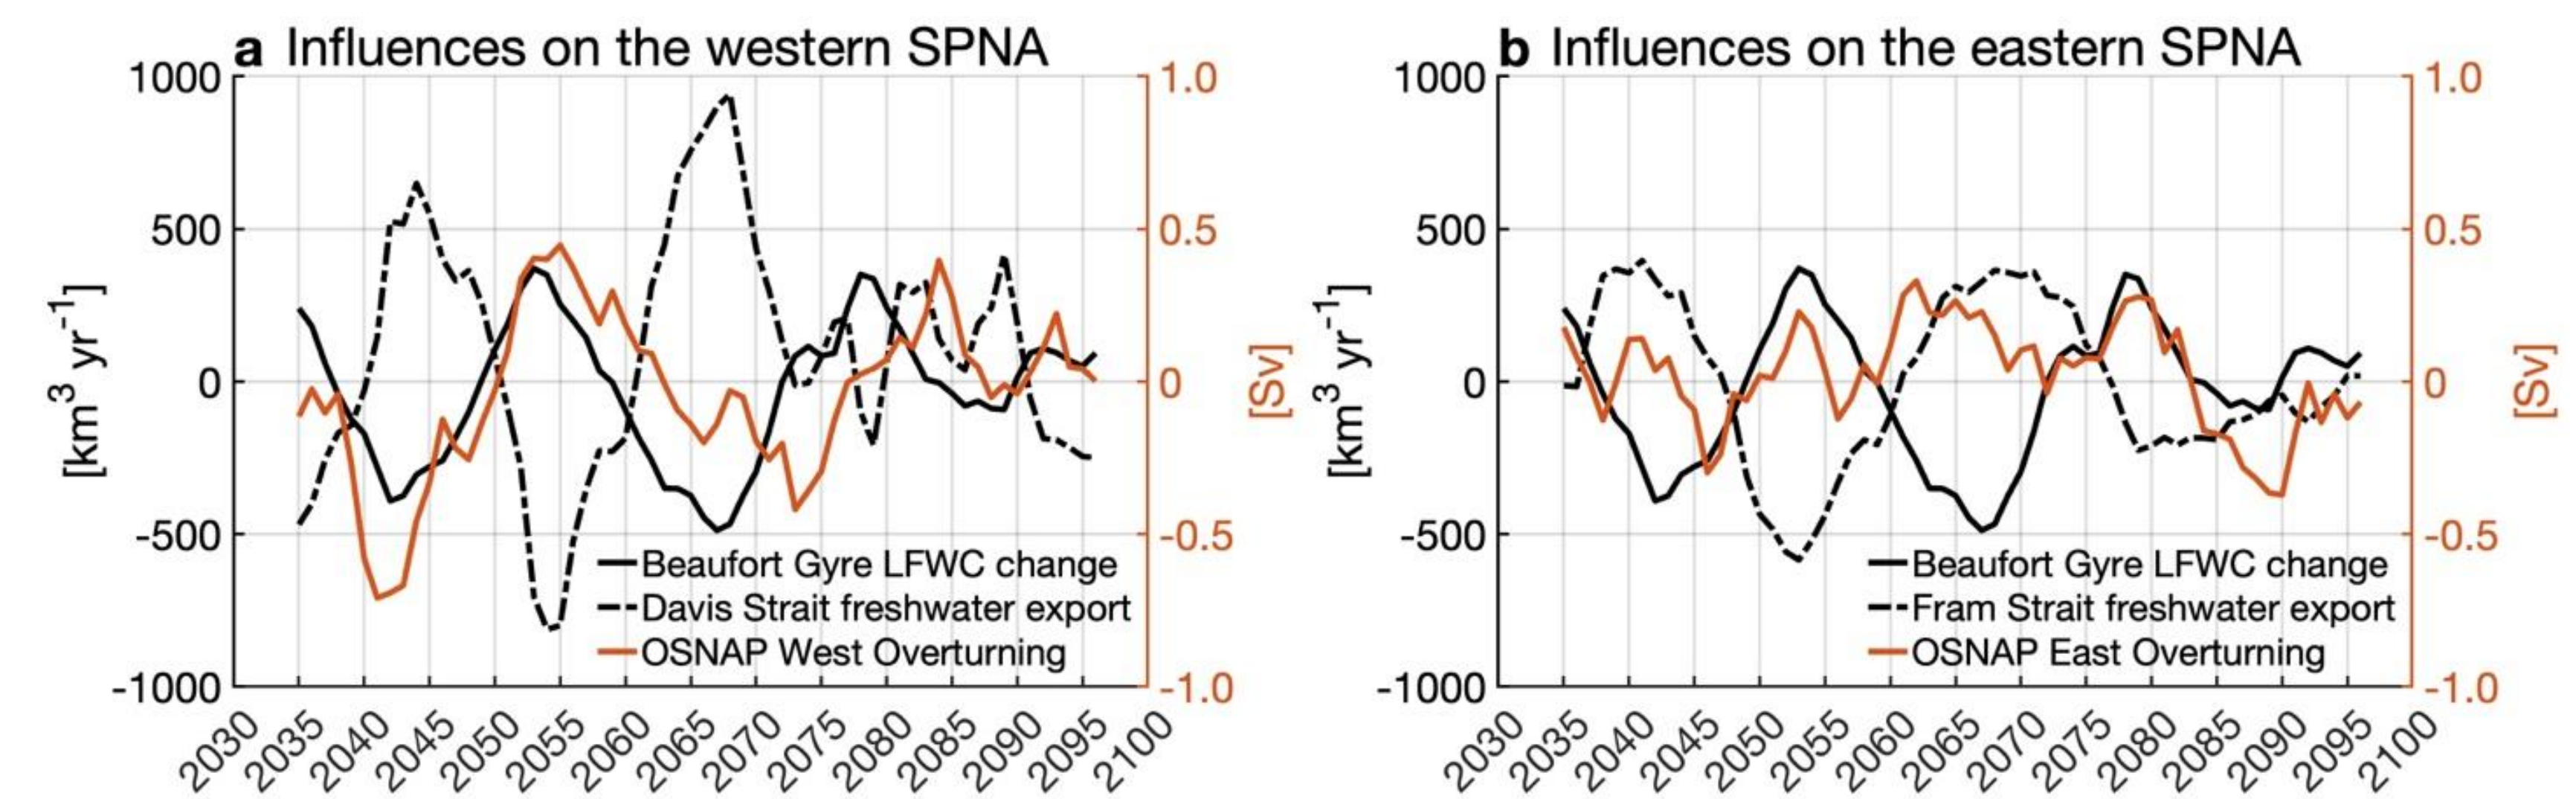 a Influences on the western SPNA
1000
500
0
-500
-1000
[km³ yr⁻¹]
1.0
0.5
0
-0.5
-1.0
[Sv]
Beaufort Gyre LFWC change
Davis Strait freshwater export
OSNAP West Overturning
2030 2035 2040 2045 2050 2055 2060 2065 2070 2075 2080 2085 2090 2095 2100
b Influences on the eastern SPNA
1000
500
0
-500
-1000
[km³ yr⁻¹]
1.0
0.5
0
-0.5
-1.0
[Sv]
Beaufort Gyre LFWC change
Fram Strait freshwater export
OSNAP East Overturning
2030 2035 2040 2045 2050 2055 2060 2065 2070 2075 2080 2085 2090 2095 2100